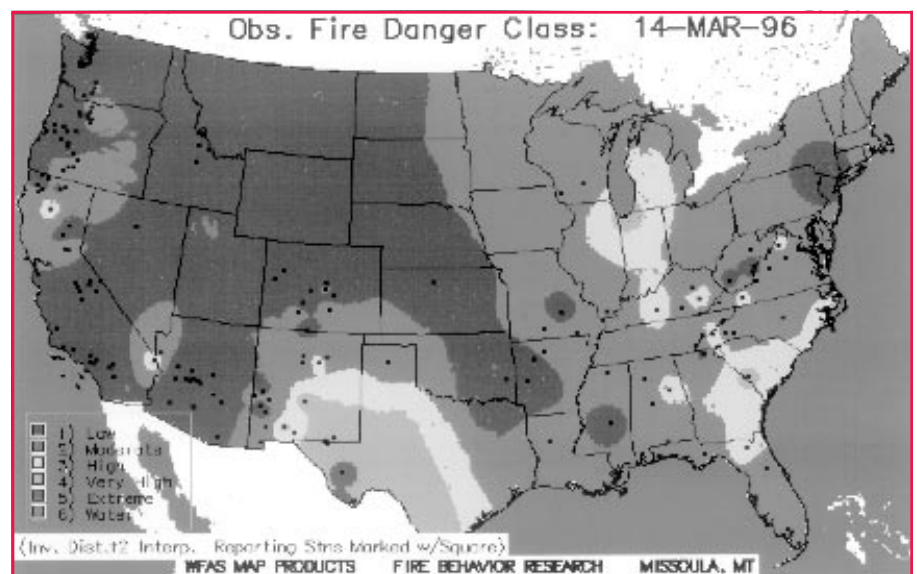 Obs. Fire Danger Class: 14-MAR-96
1) Low
2) Moderate
3) High
4) Very High
5) Extreme
6) Water
(Inv. Dist.^2 Interp. Reporting Stns Marked w/Square)
WFAS MAP PRODUCTS FIRE BEHAVIOR RESEARCH MISSOULA, MT